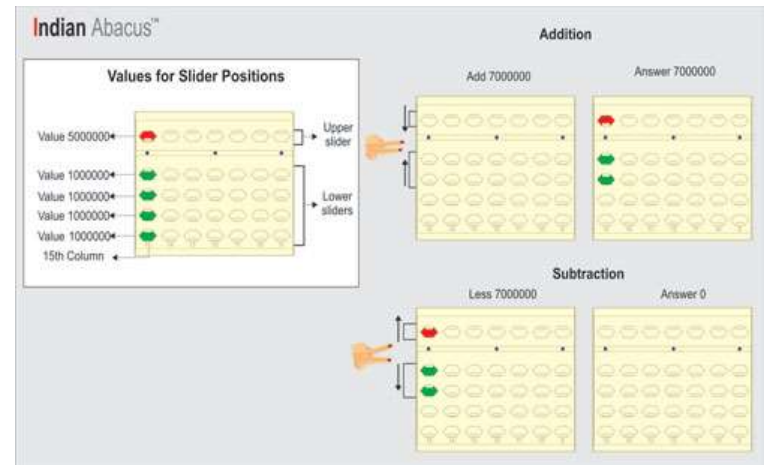 Indian Abacus™
Values for Slider Positions
Value 5000000
Upper
slider
Value 1000000
Value 1000000
Value 1000000
Value 1000000
Lower
sliders
15th Column
Addition
Add 7000000
Answer 7000000
Subtraction
Less 7000000
Answer 0